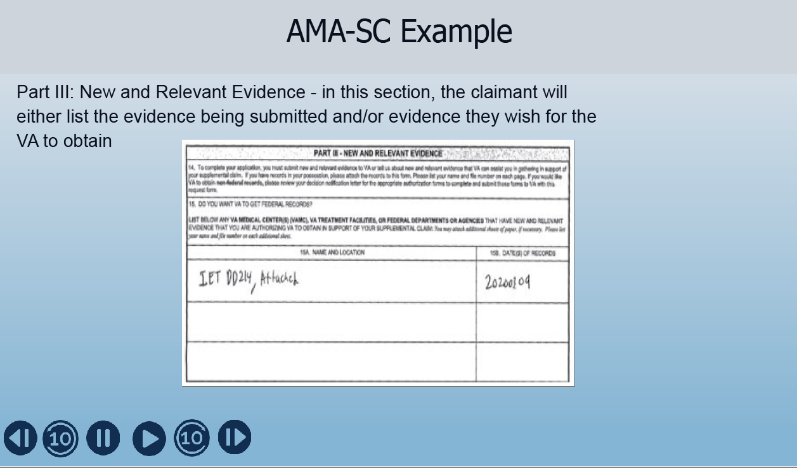 AMA-SC Example
Part III: New and Relevant Evidence - in this section, the claimant will
either list the evidence being submitted and/or evidence they wish for the
VA to obtain
PART III - NEW AND RELEVANT EVIDENCE
14. To complete your application, you must submit new and relevant evidence to VA or tell us about new and relevant evidence that VA can assist you in gathering in support of
your supplemental claim. If you have records in your possession, please attach the records to this form. Please list your name and file number on each page. If you would like
VA to obtain non-federal records, please review your decision notification letter for the appropriate authorization forms to complete and submit those forms to VA with this
request form.
15. DO YOU WANT VA TO GET FEDERAL RECORDS?
LIST BELOW ANY VA MEDICAL CENTER(S) (VAMC), VA TREATMENT FACILITIES, OR FEDERAL DEPARTMENTS OR AGENCIES THAT HAVE NEW AND RELEVANT
EVIDENCE THAT YOU ARE AUTHORIZING VA TO OBTAIN IN SUPPORT OF YOUR SUPPLEMENTAL CLAIM. You may attach additional sheets of paper, if necessary. Please list
your name and file number on each additional sheet.
15A. NAME AND LOCATION 15B. DATE(S) OF RECORDS
IET DD214,
10 10